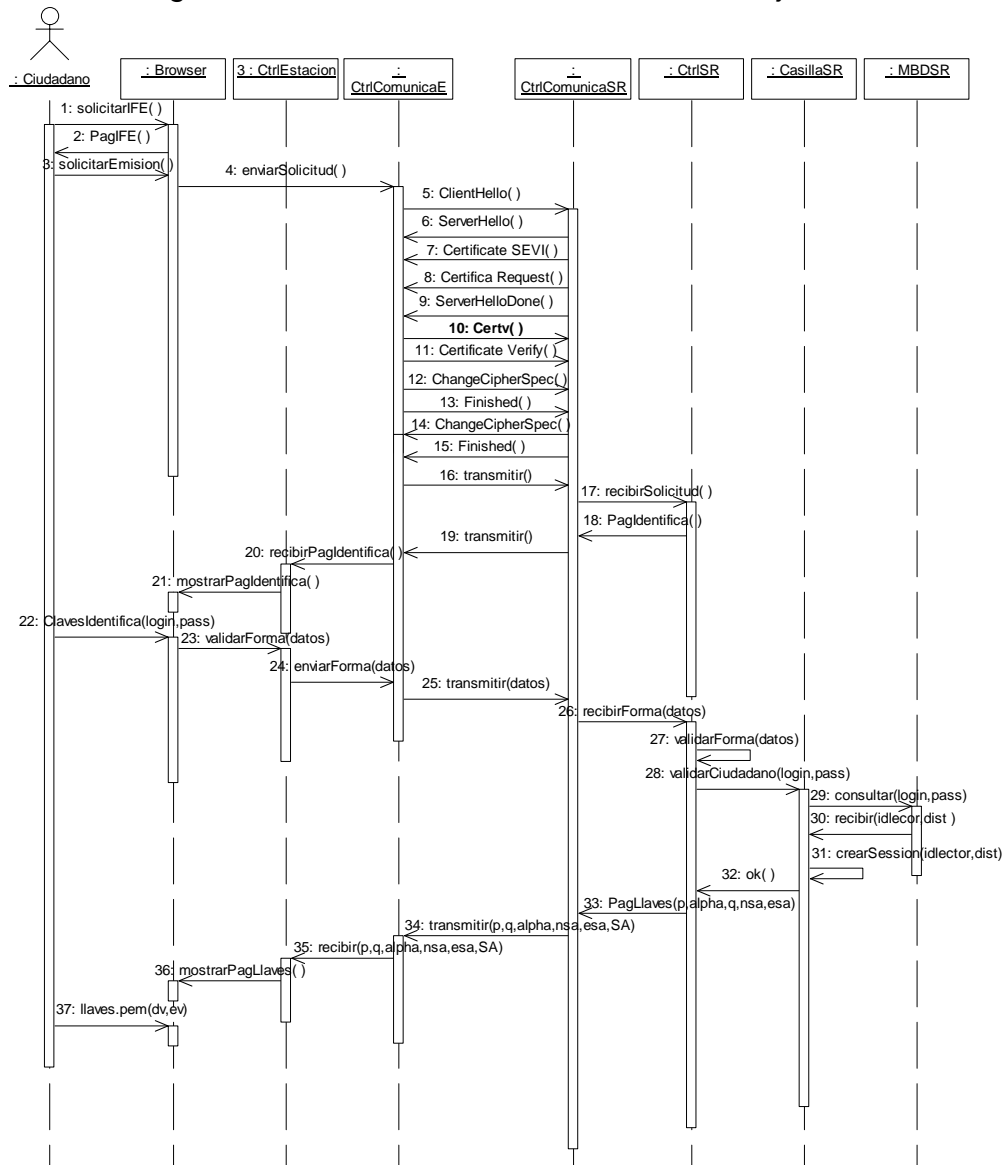 : Ciudadano
: Browser
3 : CtrlEstacion
:
CtrlComunicaE
:
CtrlComunicaSR
: CtrlSR
: CasillaSR
: MBDSR
1: solicitarIFE( )
2: PagIFE( )
3: solicitarEmision( )
4: enviarSolicitud( )
5: ClientHello( )
6: ServerHello( )
7: Certificate SEVI( )
8: Certifica Request( )
9: ServerHelloDone( )
10: Certv( )
11: Certificate Verify( )
12: ChangeCipherSpec( )
13: Finished( )
14: ChangeCipherSpec( )
15: Finished( )
16: transmitir()
17: recibirSolicitud( )
18: PagIdentifica( )
19: transmitir()
20: recibirPagIdentifica( )
21: mostrarPagIdentifica( )
22: ClavesIdentifica(login,pass)
23: validarForma(datos)
24: enviarForma(datos)
25: transmitir(datos)
26: recibirForma(datos)
27: validarForma(datos)
28: validarCiudadano(login,pass)
29: consultar(login,pass)
30: recibir(idlecor,dist )
31: crearSession(idlector,dist)
32: ok( )
33: PagLlaves(p,alpha,q,nsa,esa)
34: transmitir(p,q,alpha,nsa,esa,SA)
35: recibir(p,q,alpha,nsa,esa,SA)
36: mostrarPagLlaves( )
37: llaves.pem(dv,ev)